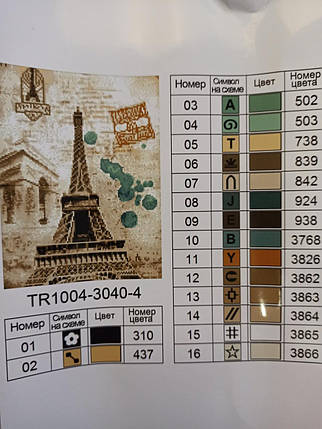 TR1004-3040-4
Номер Символ на схеме Цвет Номер цвета
01 310
02 437
Номер Символ на схеме Цвет Номер цвета
03 A 502
04 503
05 T 738
06 839
07 842
08 J 924
09 E 938
10 B 3768
11 Y 3826
12 3862
13 3863
14 // 3864
15 # 3865
16 ☆ 3866